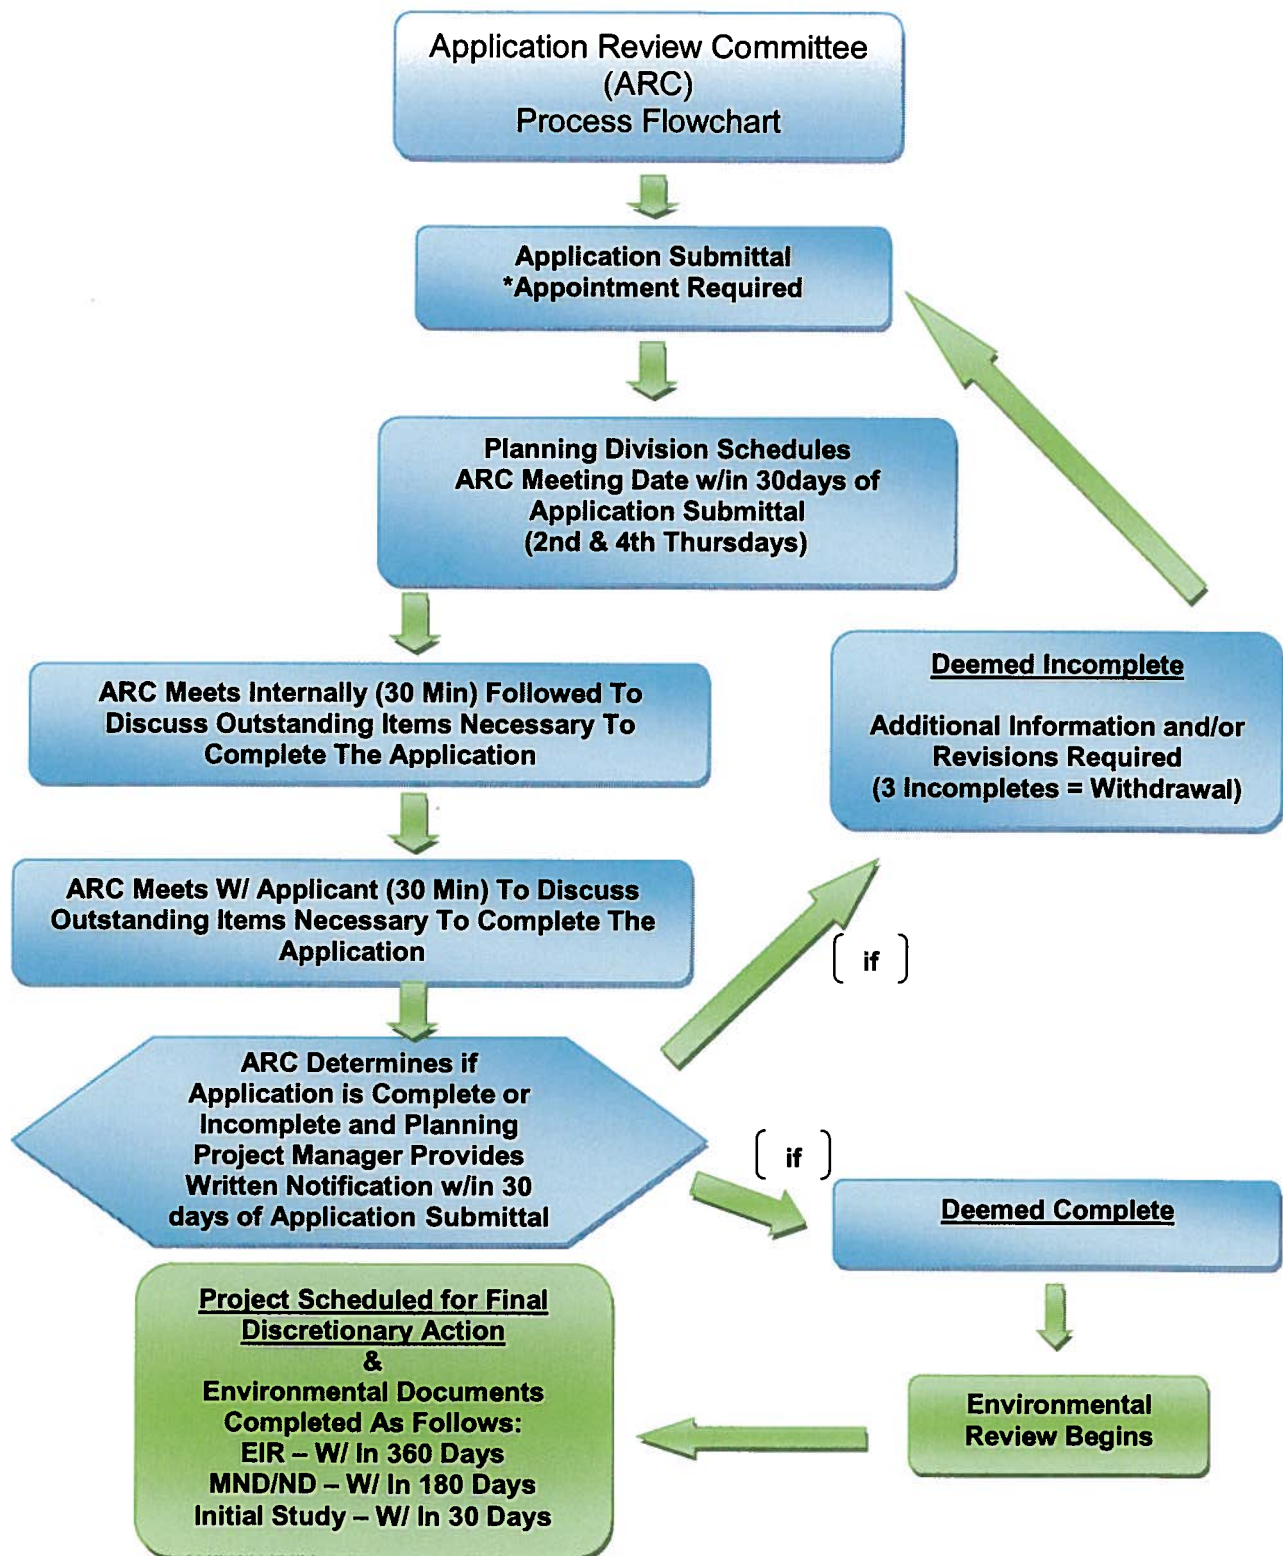 Application Review Committee
(ARC)
Process Flowchart
Application Submittal
*Appointment Required
Planning Division Schedules
ARC Meeting Date w/in 30days of
Application Submittal
(2nd & 4th Thursdays)
ARC Meets Internally (30 Min) Followed To
Discuss Outstanding Items Necessary To
Complete The Application
Deemed Incomplete
Additional Information and/or
Revisions Required
(3 Incompletes = Withdrawal)
ARC Meets W/ Applicant (30 Min) To Discuss
Outstanding Items Necessary To Complete The
Application
( if )
ARC Determines if
Application is Complete or
Incomplete and Planning
Project Manager Provides
Written Notification w/in 30
days of Application Submittal
( if )
Deemed Complete
Environmental
Review Begins
Project Scheduled for Final
Discretionary Action
&
Environmental Documents
Completed As Follows:
EIR – W/ In 360 Days
MND/ND – W/ In 180 Days
Initial Study – W/ In 30 Days